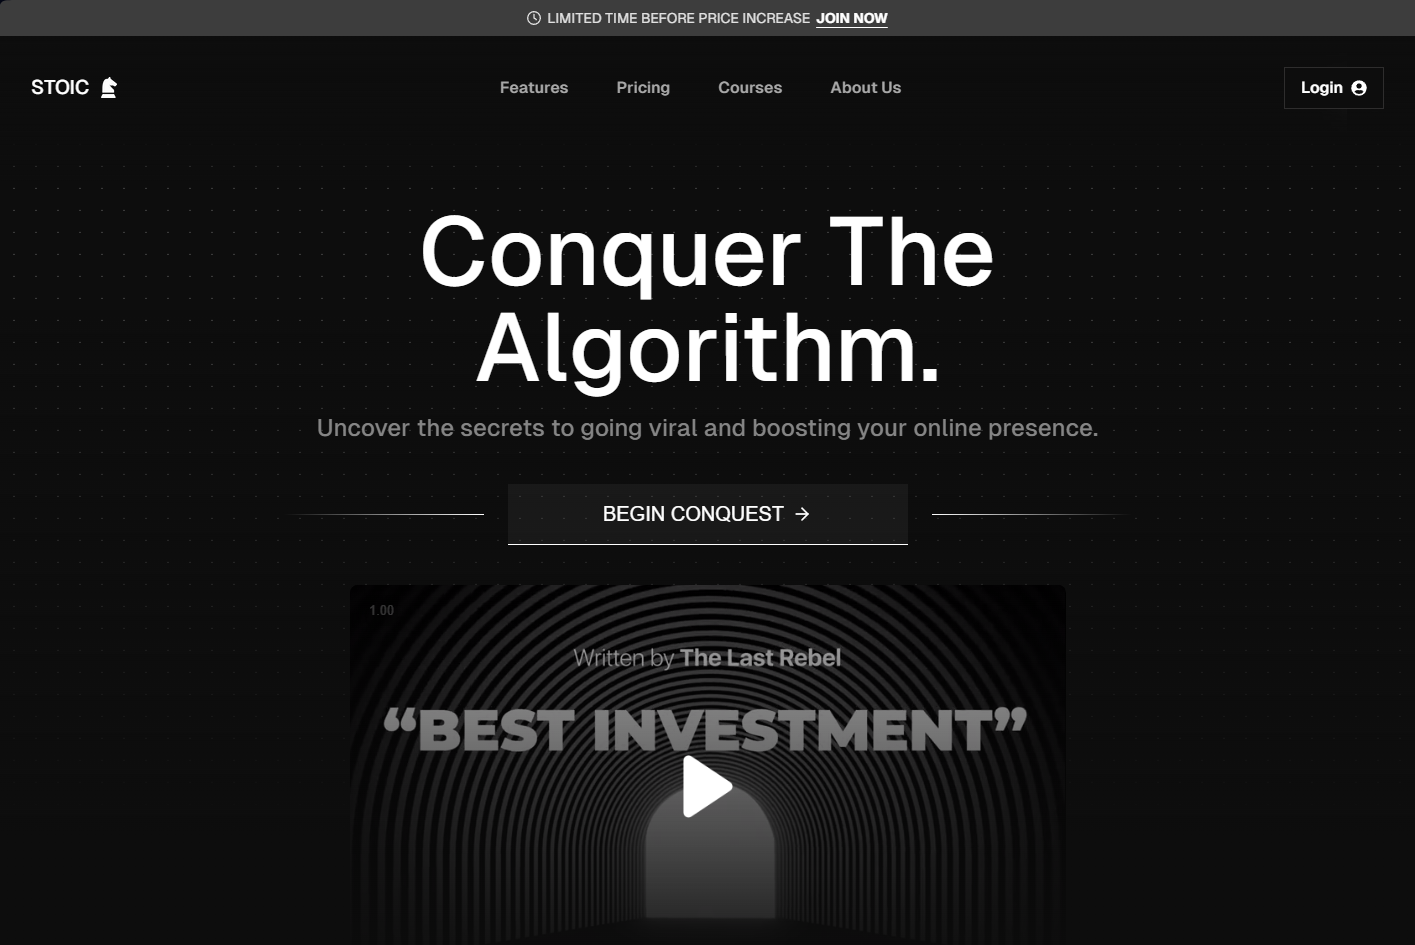 LIMITED TIME BEFORE PRICE INCREASE JOIN NOW
STOIC
Features
Pricing
Courses
About Us
Login
Conquer The
Algorithm.
Uncover the secrets to going viral and boosting your online presence.
BEGIN CONQUEST →
1.00
Written by The Last Rebel
“BEST INVESTMENT”